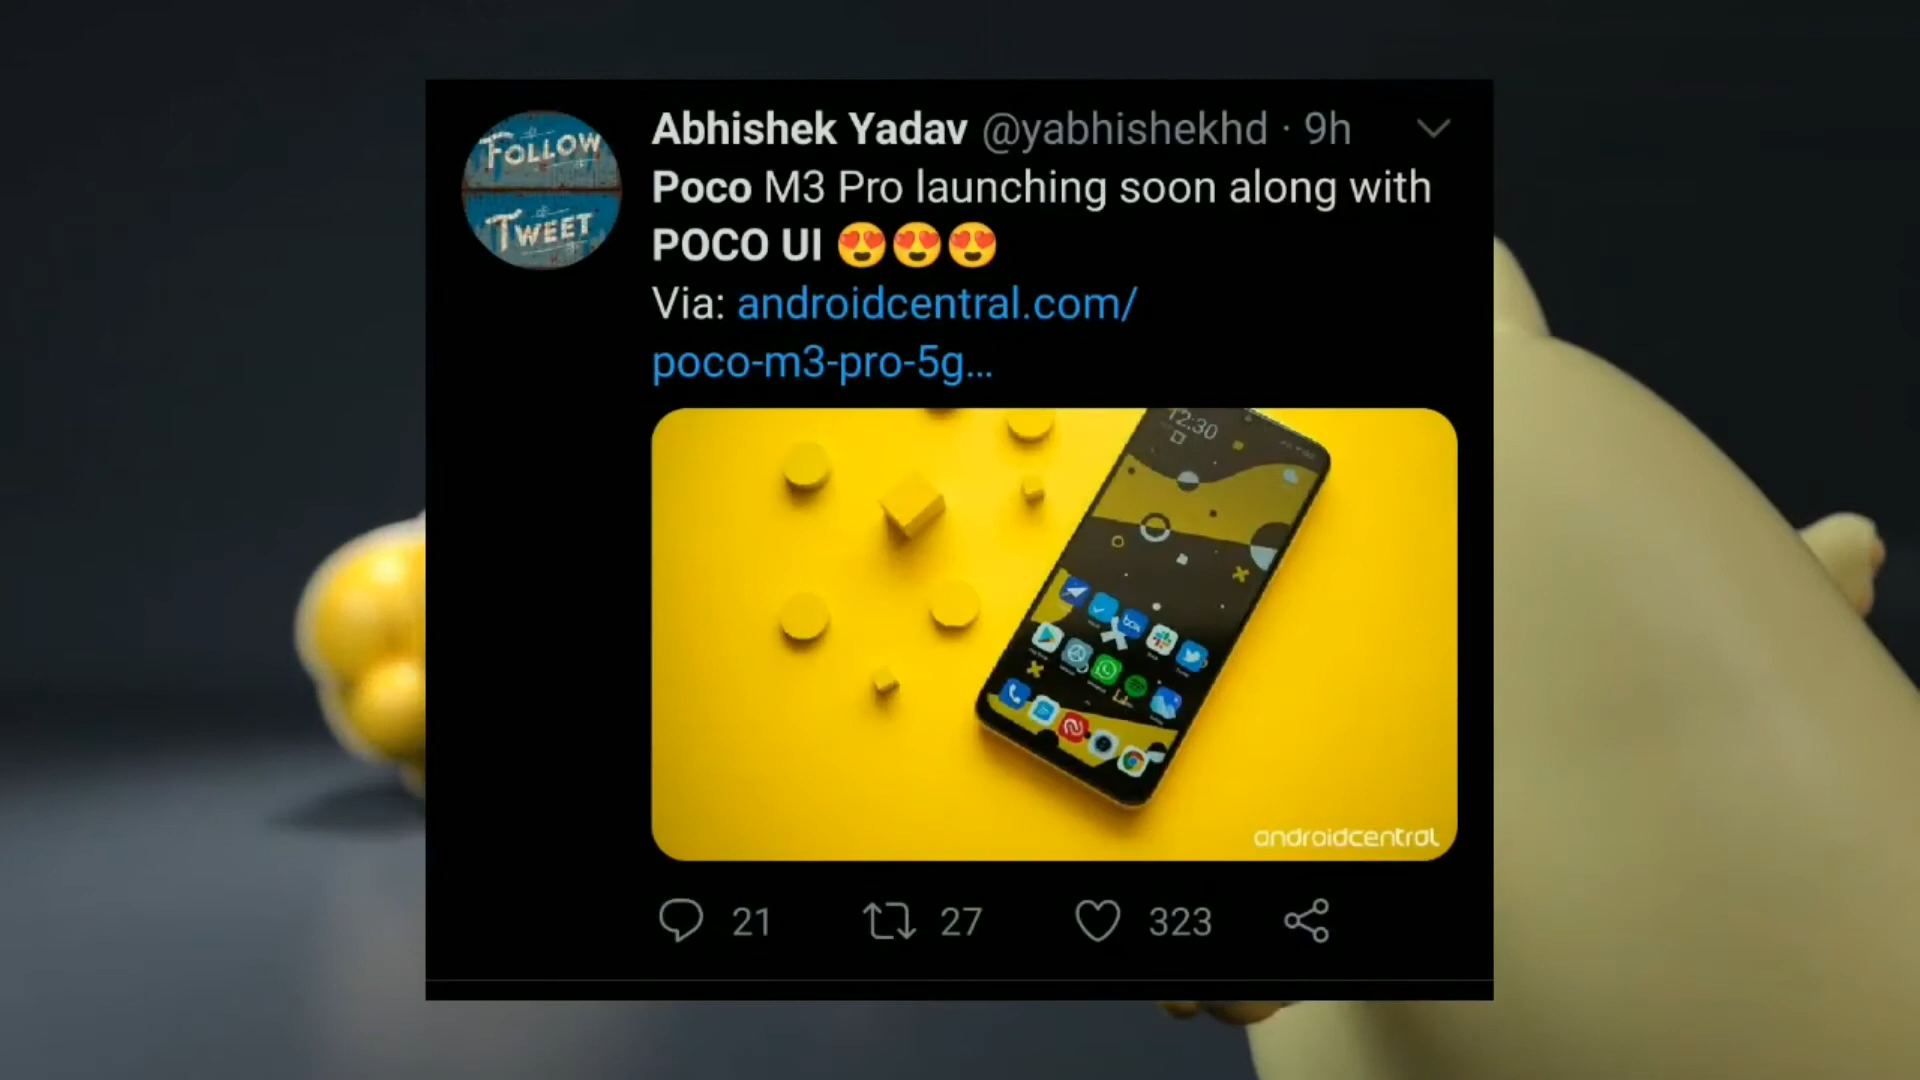 FOLLOW
TWEET
Abhishek Yadav @yabhishekhd · 9h
Poco M3 Pro launching soon along with
POCO UI 😍😍😍
Via: androidcentral.com/
poco-m3-pro-5g...
12:30
box
androidcentral
21 27 323